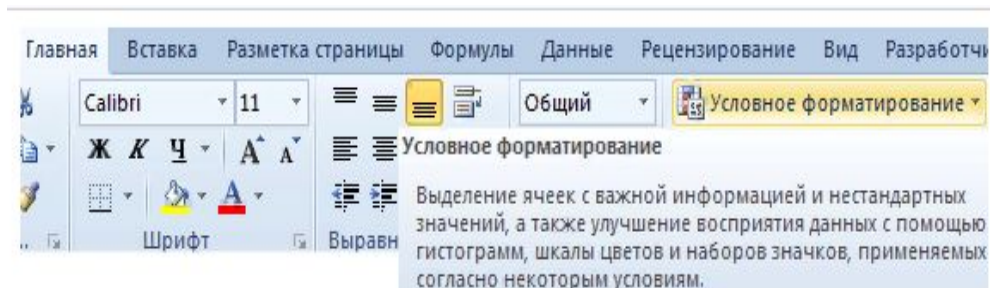 Главная Вставка Разметка страницы Формулы Данные Рецензирование Вид Разработчи
Calibri 11 Общий Условное форматирование
Ж К Ч А А
А
Шрифт Выравн
Условное форматирование
Выделение ячеек с важной информацией и нестандартных
значений, а также улучшение восприятия данных с помощью
гистограмм, шкалы цветов и наборов значков, применяемых
согласно некоторым условиям.